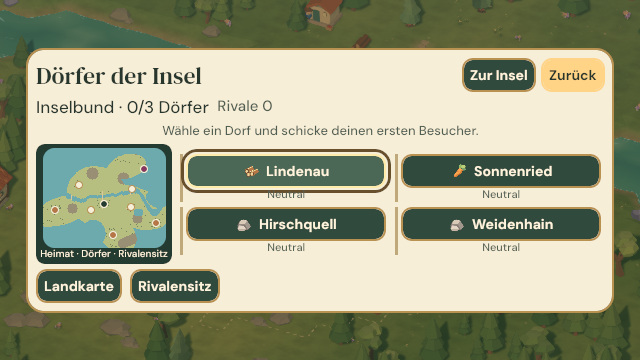 Dörfer der Insel
Zur Insel
Zurück
Inselbund · 0/3 Dörfer Rivale 0
Wähle ein Dorf und schicke deinen ersten Besucher.
Lindenau
Neutral
Sonnenried
Neutral
Hirschquell
Neutral
Weidenhain
Neutral
Heimat · Dörfer · Rivalensitz
Landkarte
Rivalensitz